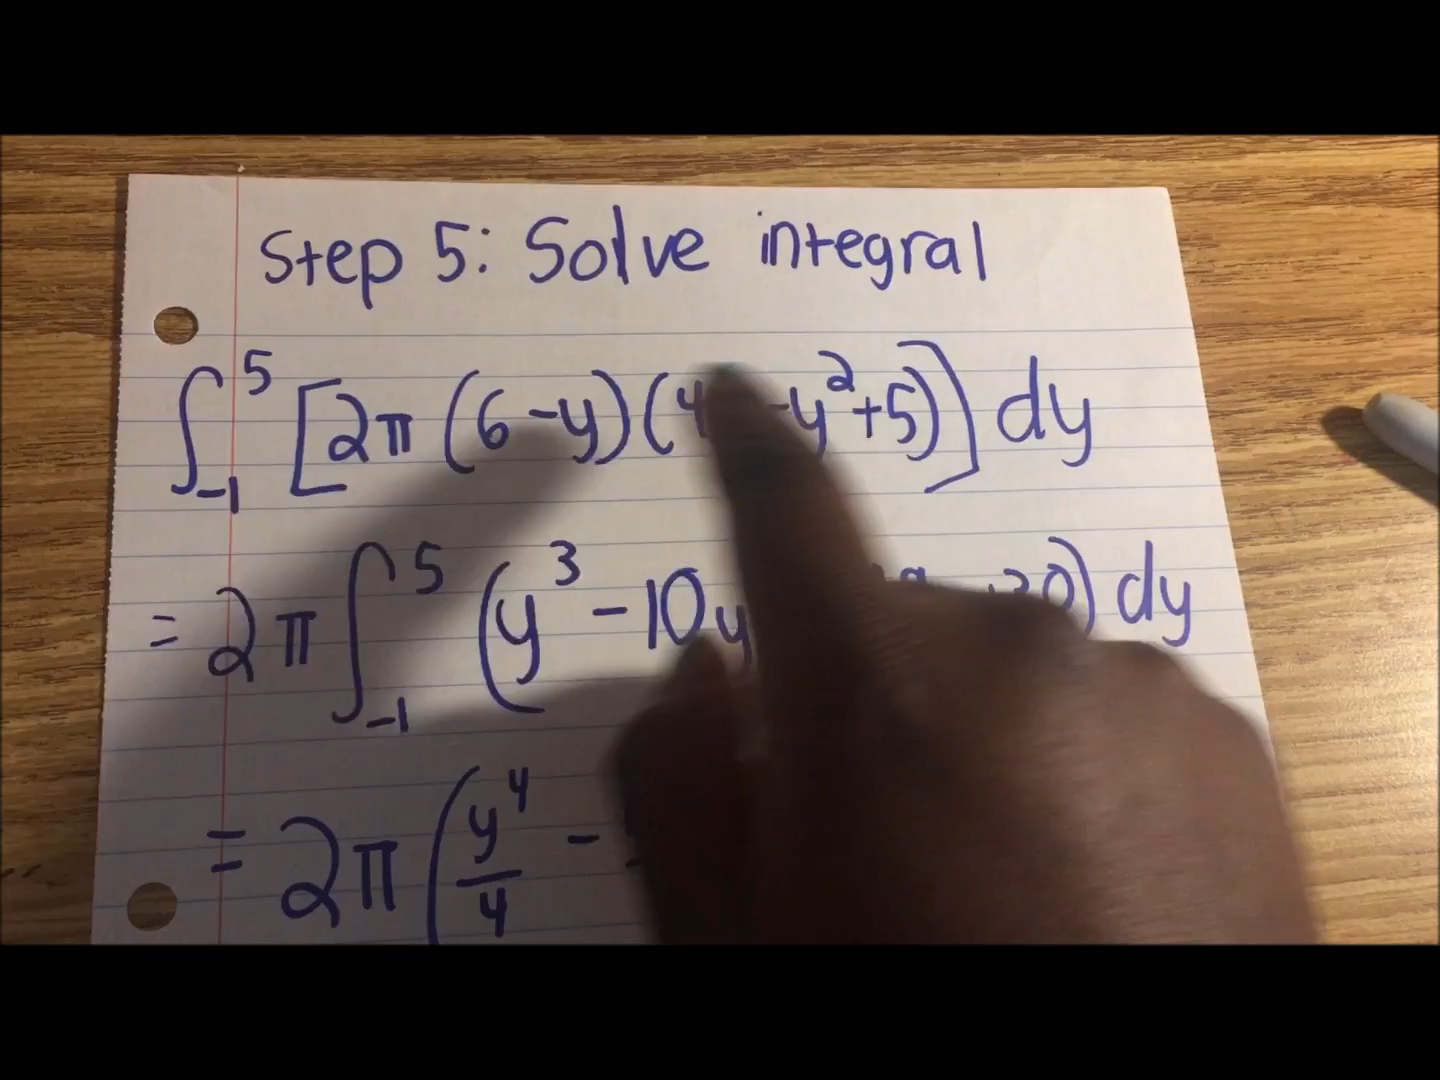 Step 5: Solve integral
∫₋₁⁵ [2π (6-y)(4 -y²+5)] dy
= 2π ∫₋₁⁵ (y³ - 10y 30) dy
= 2π (y⁴/4 -